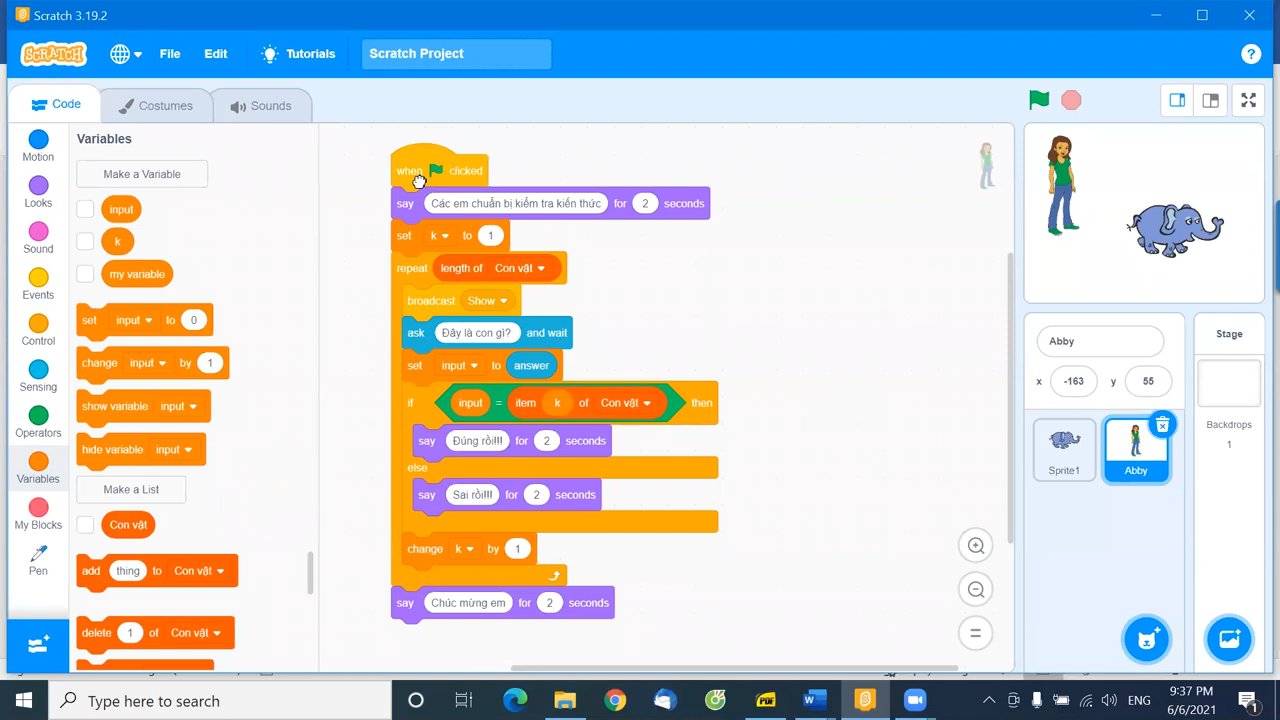 Scratch 3.19.2
SCRATCH
File
Edit
Tutorials
Scratch Project
?
Code
Costumes
Sounds
Motion
Looks
Sound
Events
Control
Sensing
Operators
Variables
My Blocks
Pen
Variables
Make a Variable
input
k
my variable
set input to 0
change input by 1
show variable input
hide variable input
Make a List
Con vật
add thing to Con vật
delete 1 of Con vật
when clicked
say Các em chuẩn bị kiểm tra kiến thức for 2 seconds
set k to 1
repeat length of Con vật
broadcast Show
ask Đây là con gì? and wait
set input to answer
if input = item k of Con vật then
say Đúng rồi!!! for 2 seconds
else
say Sai rồi!!! for 2 seconds
change k by 1
say Chúc mừng em for 2 seconds
Abby
x -163 y 55
Sprite1
Abby
Stage
Backdrops
1
Type here to search
PDF
W
ENG
9:37 PM
6/6/2021
1